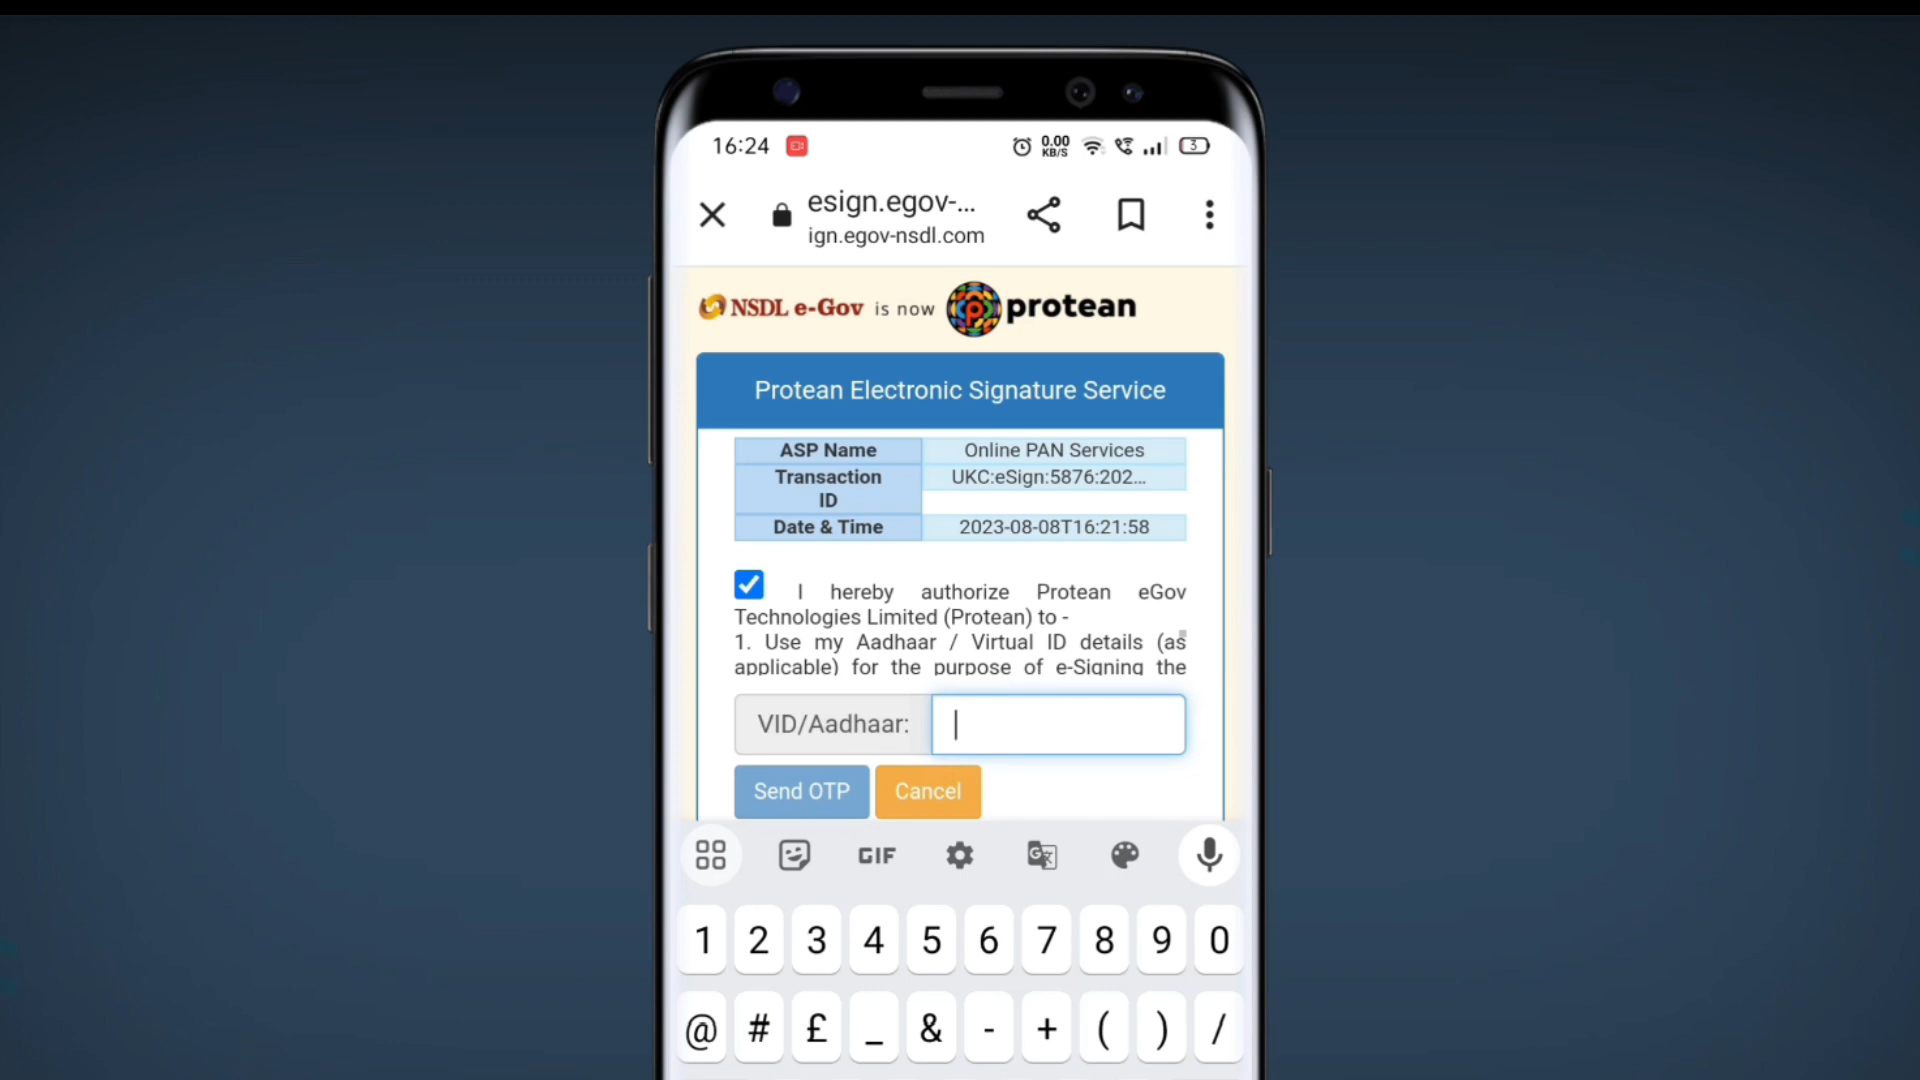 16:24
0.00
KB/S
3
esign.egov-...
ign.egov-nsdl.com
NSDL e-Gov is now protean
Protean Electronic Signature Service
ASP Name Online PAN Services
Transaction ID UKC:eSign:5876:202...
Date & Time 2023-08-08T16:21:58
I hereby authorize Protean eGov
Technologies Limited (Protean) to -
1. Use my Aadhaar / Virtual ID details (as
applicable) for the purpose of e-Signing the
VID/Aadhaar:
Send OTP Cancel
GIF
1 2 3 4 5 6 7 8 9 0
@ # £ _ & - + ( ) /